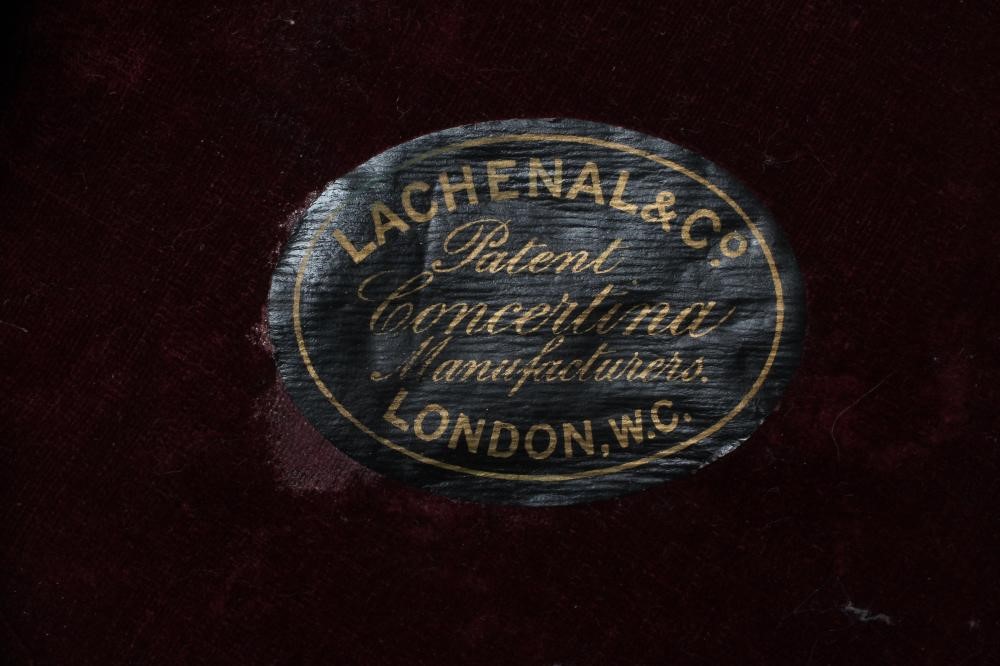 LACHENAL & Co.
Patent
Concertina
Manufacturers.
LONDON, W.C.